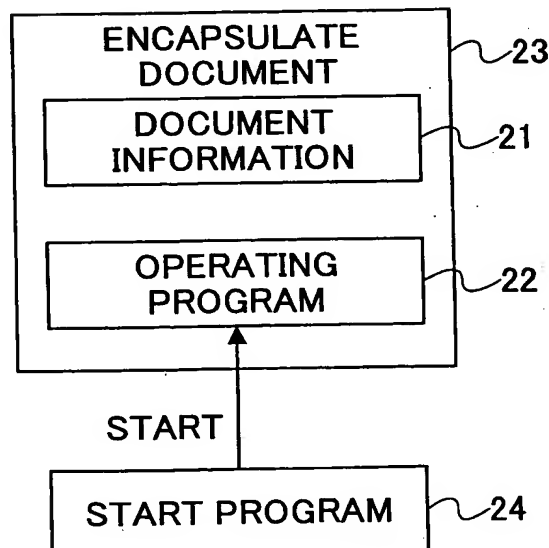 ENCAPSULATE
DOCUMENT
23
DOCUMENT
INFORMATION
21
OPERATING
PROGRAM
22
START
START PROGRAM
24